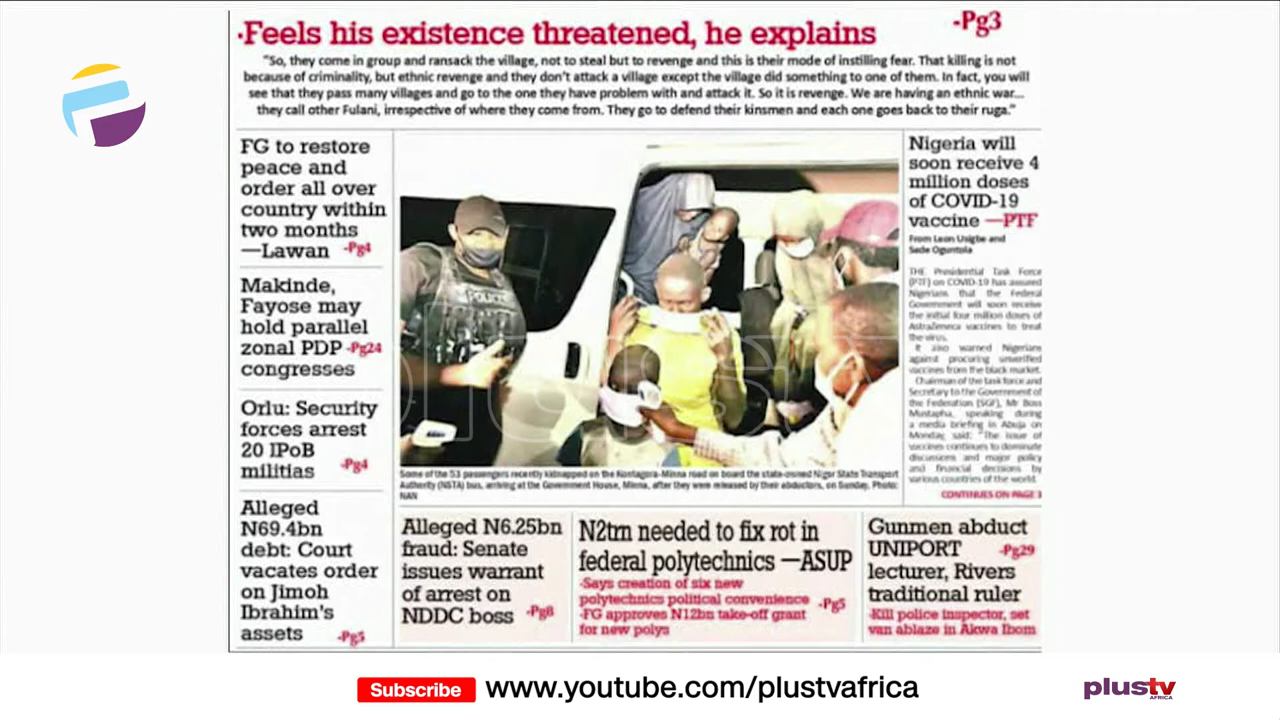 ·Feels his existence threatened, he explains
-Pg3
"So, they come in group and ransack the village, not to steal but to revenge and this is their mode of instilling fear. That killing is not
because of criminality, but ethnic revenge and they don't attack a village except the village did something to one of them. In fact, you will
see that they pass many villages and go to the one they have problem with and attack it. So it is revenge. We are having an ethnic war...
they call other Fulani, irrespective of where they come from. They go to defend their kinsmen and each one goes back to their ruga."
FG to restore
peace and
order all over
country within
two months
—Lawan -Pg4
Makinde,
Fayose may
hold parallel
zonal PDP -Pg24
congresses
Orlu: Security
forces arrest
20 IPoB
militias -Pg4
Alleged
N69.4bn
debt: Court
vacates order
on Jimoh
Ibrahim's
assets -Pg5
POLICE
Some of the 53 passengers recently kidnapped on the Kontagora-Minna road on board the state-owned Niger State Transport
Authority (NSTA) bus, arriving at the Government House, Minna, after they were released by their abductors, on Sunday. Photo:
NAN
Nigeria will
soon receive 4
million doses
of COVID-19
vaccine —PTF
From Leon Usigbe and
Sade Oguntola
THE Presidential Task Force
(PTF) on COVID-19 has assured
Nigerians that the Federal
Government will soon receive
the initial four million doses of
AstraZeneca vaccines to treat
the virus.
It also warned Nigerians
against procuring unverified
vaccines from the black market.
Chairman of the task force and
Secretary to the Government of
the Federation (SGF), Mr Boss
Mustapha, speaking during
a media briefing in Abuja on
Monday, said: "The issue of
vaccines continues to dominate
discussions and major policy
and financial decisions by
various countries of the world.
CONTINUES ON PAGE 3
Alleged N6.25bn
fraud: Senate
issues warrant
of arrest on
NDDC boss -Pg8
N2trn needed to fix rot in
federal polytechnics —ASUP
·Says creation of six new
polytechnics political convenience -Pg5
·FG approves N12bn take-off grant
for new polys
Gunmen abduct
UNIPORT -Pg29
lecturer, Rivers
traditional ruler
·Kill police inspector, set
van ablaze in Akwa Ibom
Subscribe www.youtube.com/plustvafrica
plustv
AFRICA